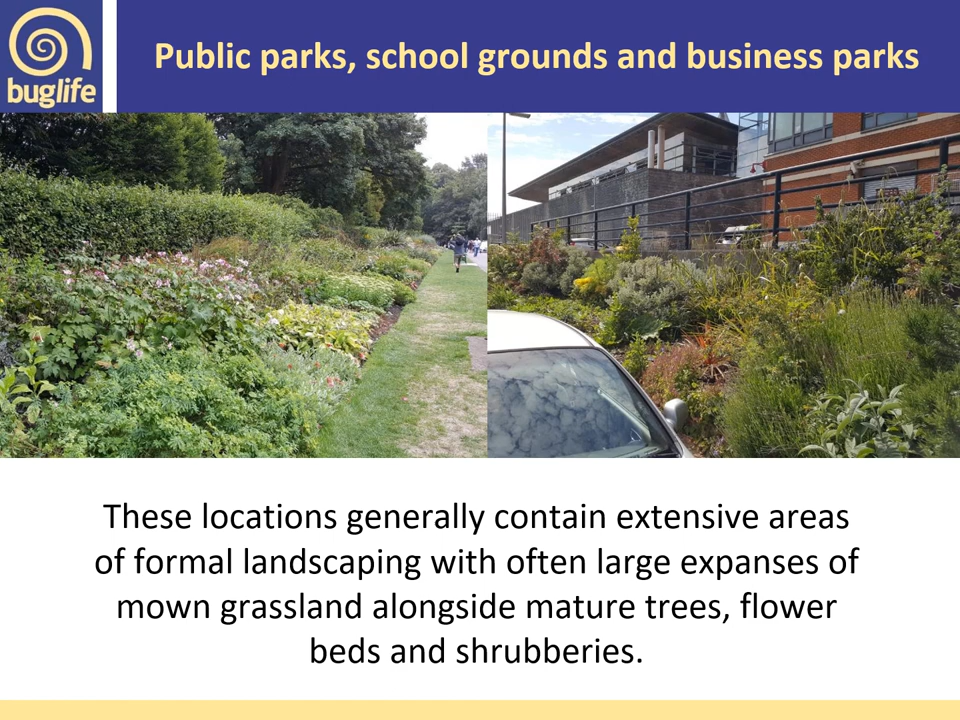 buglife
Public parks, school grounds and business parks
These locations generally contain extensive areas
of formal landscaping with often large expanses of
mown grassland alongside mature trees, flower
beds and shrubberies.